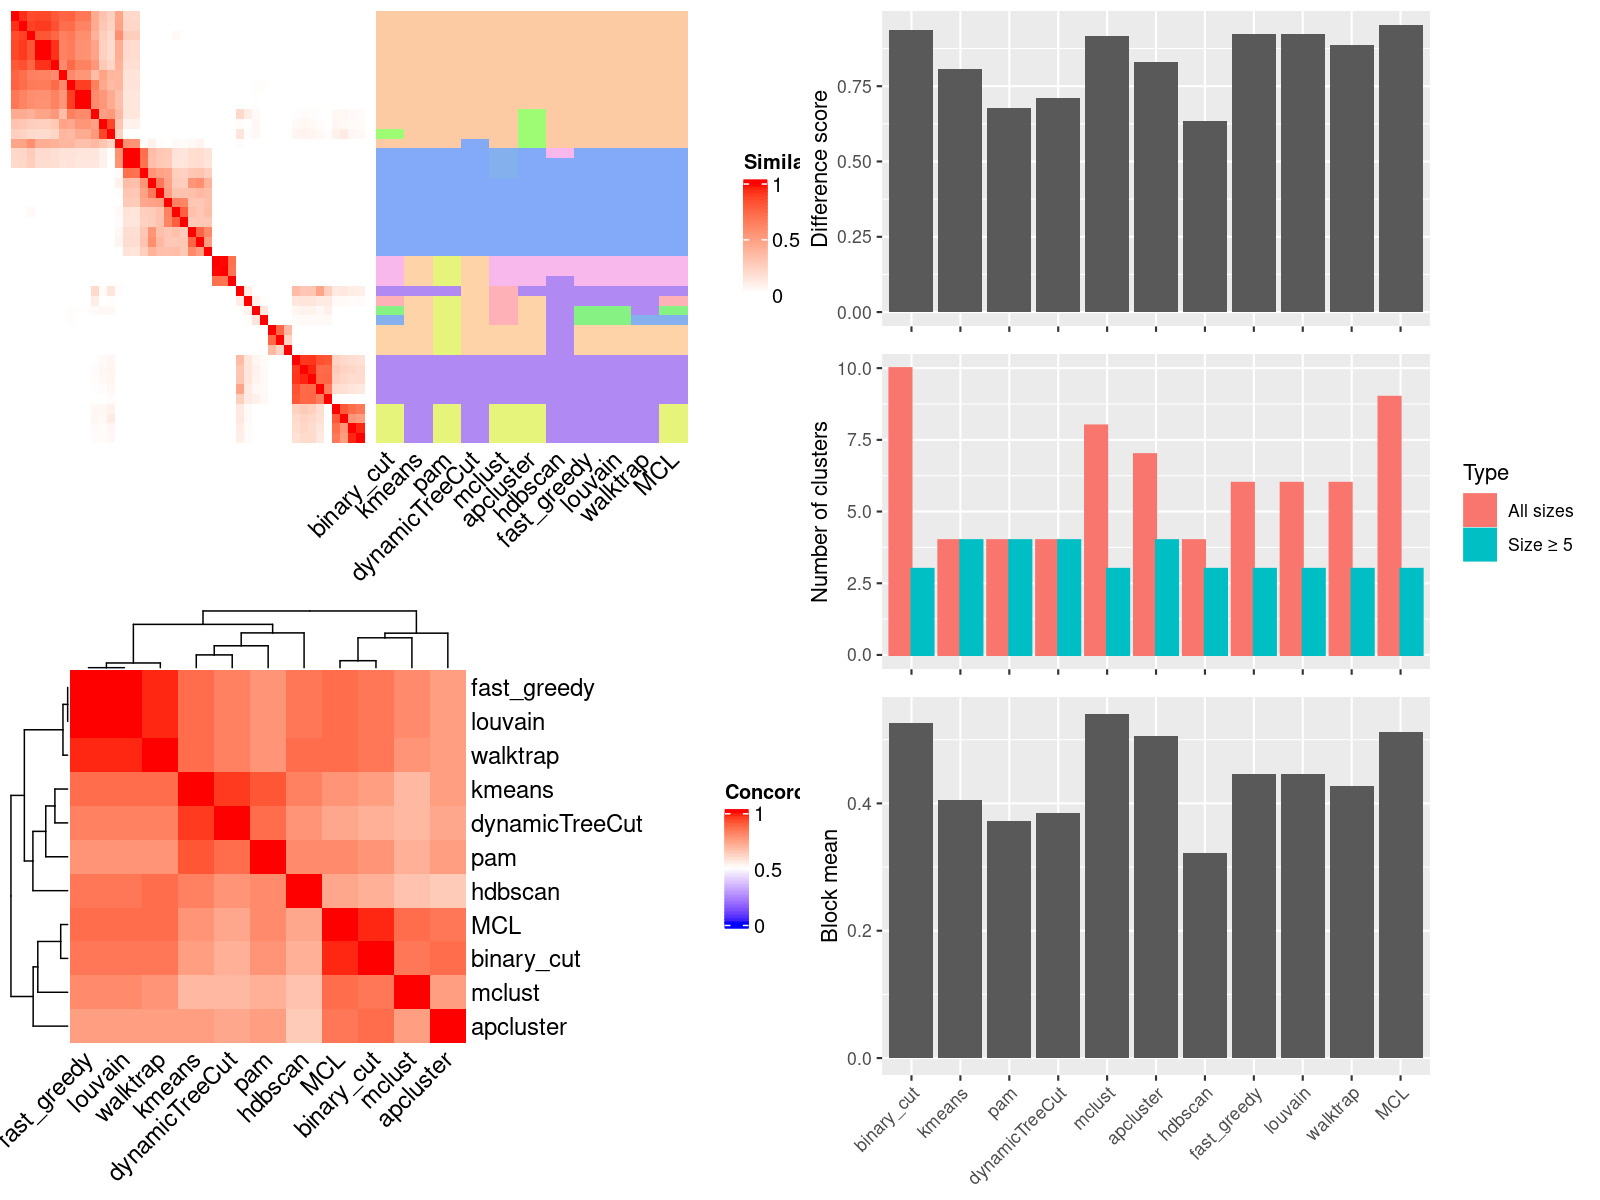 Simila
1
0.5
0
binary_cut
kmeans
pam
dynamicTreeCut
mclust
apcluster
hdbscan
fast_greedy
louvain
walktrap
MCL
fast_greedy
louvain
walktrap
kmeans
dynamicTreeCut
pam
hdbscan
MCL
binary_cut
mclust
apcluster
Concord
1
0.5
0
fast_greedy
louvain
walktrap
kmeans
dynamicTreeCut
pam
hdbscan
MCL
binary_cut
mclust
apcluster
Difference score
0.75
0.50
0.25
0.00
Number of clusters
10.0
7.5
5.0
2.5
0.0
Type
All sizes
Size ≥ 5
Block mean
0.4
0.2
0.0
binary_cut
kmeans
pam
dynamicTreeCut
mclust
apcluster
hdbscan
fast_greedy
louvain
walktrap
MCL